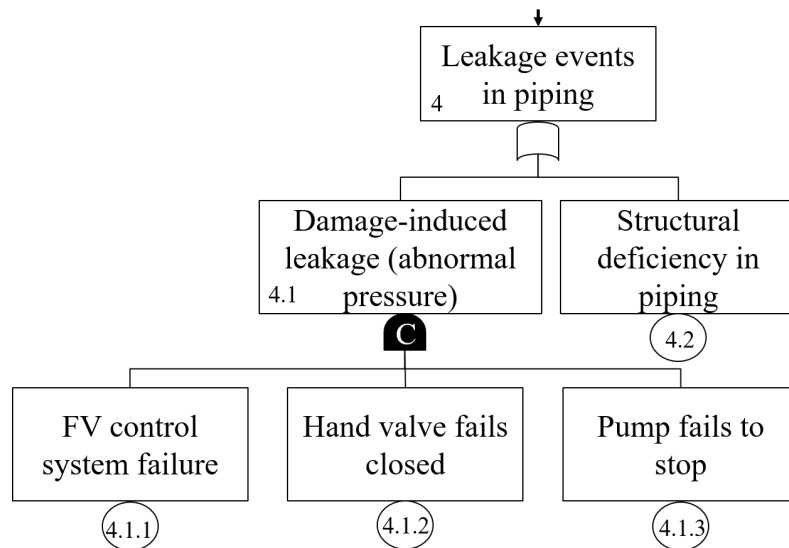 Leakage events
in piping
4
Damage-induced
leakage (abnormal
pressure)
4.1
Structural
deficiency in
piping
4.2
C
FV control
system failure
4.1.1
Hand valve fails
closed
4.1.2
Pump fails to
stop
4.1.3